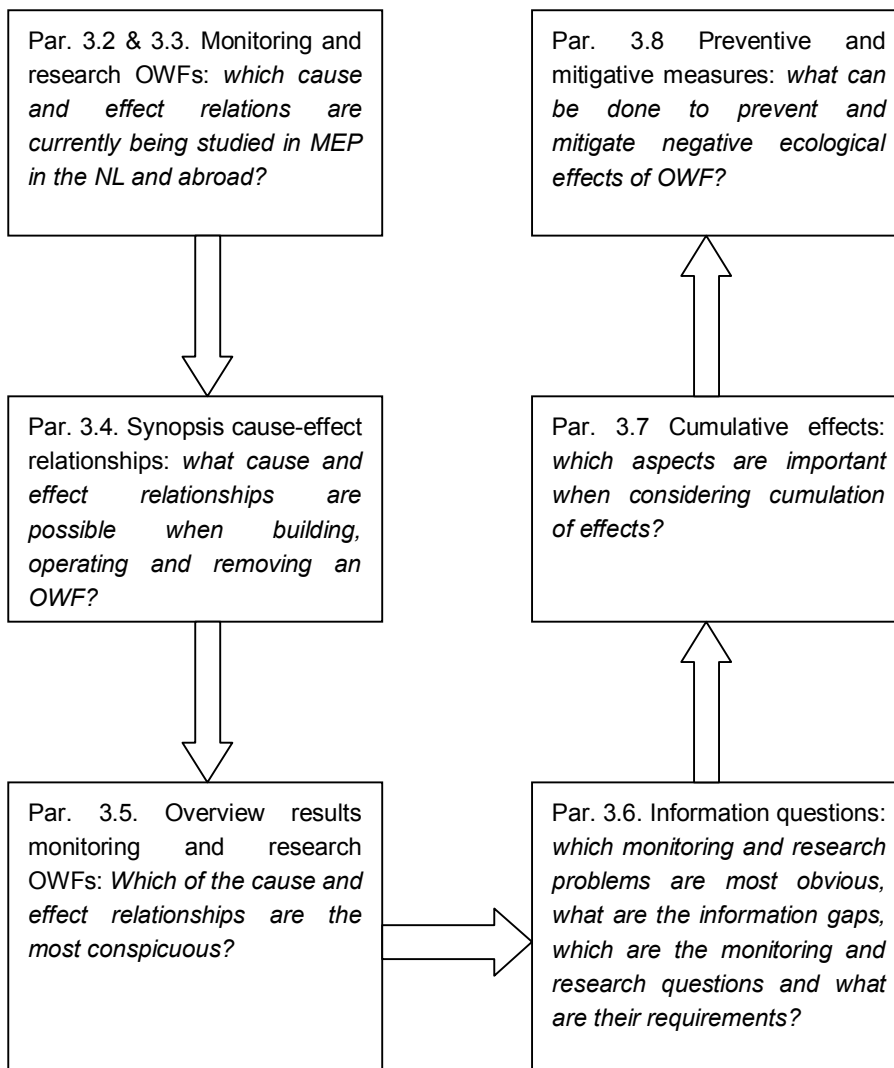 Par. 3.2 & 3.3. Monitoring and
research OWFs: which cause
and effect relations are
currently being studied in MEP
in the NL and abroad?
Par. 3.4. Synopsis cause-effect
relationships: what cause and
effect relationships are
possible when building,
operating and removing an
OWF?
Par. 3.5. Overview results
monitoring and research
OWFs: Which of the cause and
effect relationships are the
most conspicuous?
Par. 3.6. Information questions:
which monitoring and research
problems are most obvious,
what are the information gaps,
which are the monitoring and
research questions and what
are their requirements?
Par. 3.7 Cumulative effects:
which aspects are important
when considering cumulation
of effects?
Par. 3.8 Preventive and
mitigative measures: what can
be done to prevent and
mitigate negative ecological
effects of OWF?